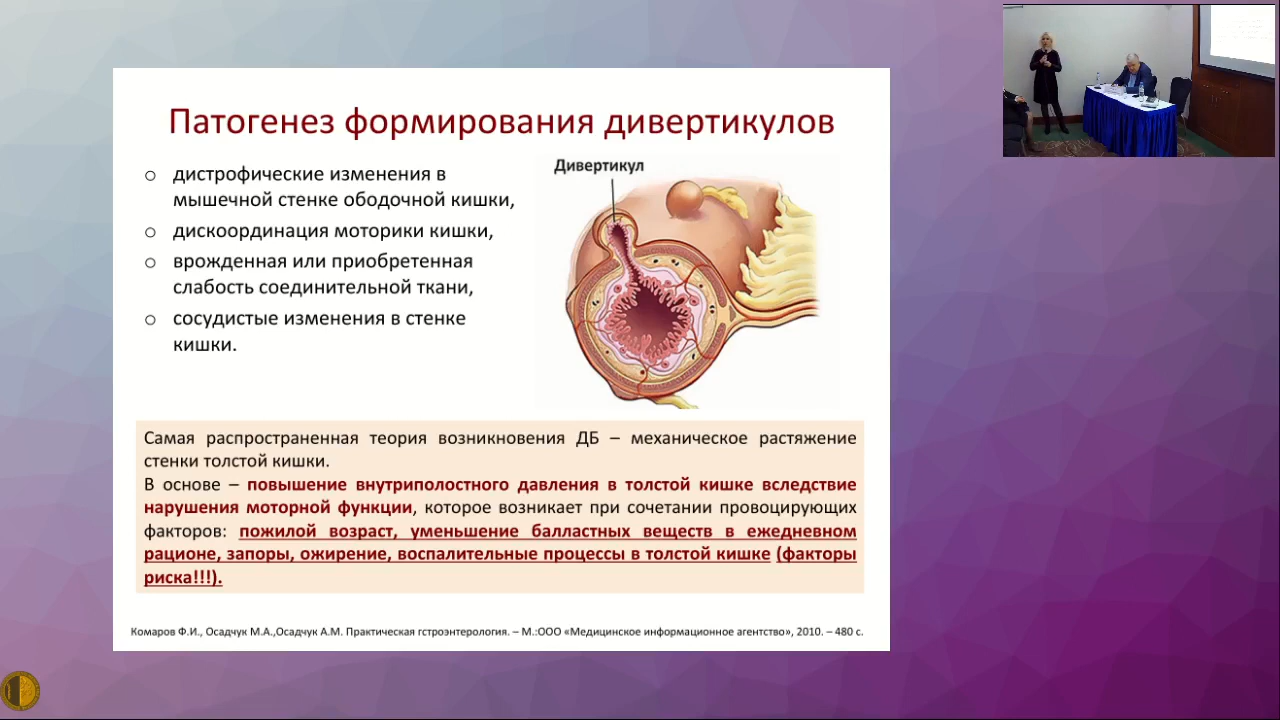 Патогенез формирования дивертикулов
o дистрофические изменения в
мышечной стенке ободочной кишки,
o дискоординация моторики кишки,
o врожденная или приобретенная
слабость соединительной ткани,
o сосудистые изменения в стенке
кишки.
Дивертикул
Самая распространенная теория возникновения ДБ – механическое растяжение
стенки толстой кишки.
В основе – повышение внутриполостного давления в толстой кишке вследствие
нарушения моторной функции, которое возникает при сочетании провоцирующих
факторов: пожилой возраст, уменьшение балластных веществ в ежедневном
рационе, запоры, ожирение, воспалительные процессы в толстой кишке (факторы
риска!!!).
Комаров Ф.И., Осадчук М.А.,Осадчук А.М. Практическая гстроэнтерология. – М.:ООО «Медицинское информационное агентство», 2010. – 480 с.